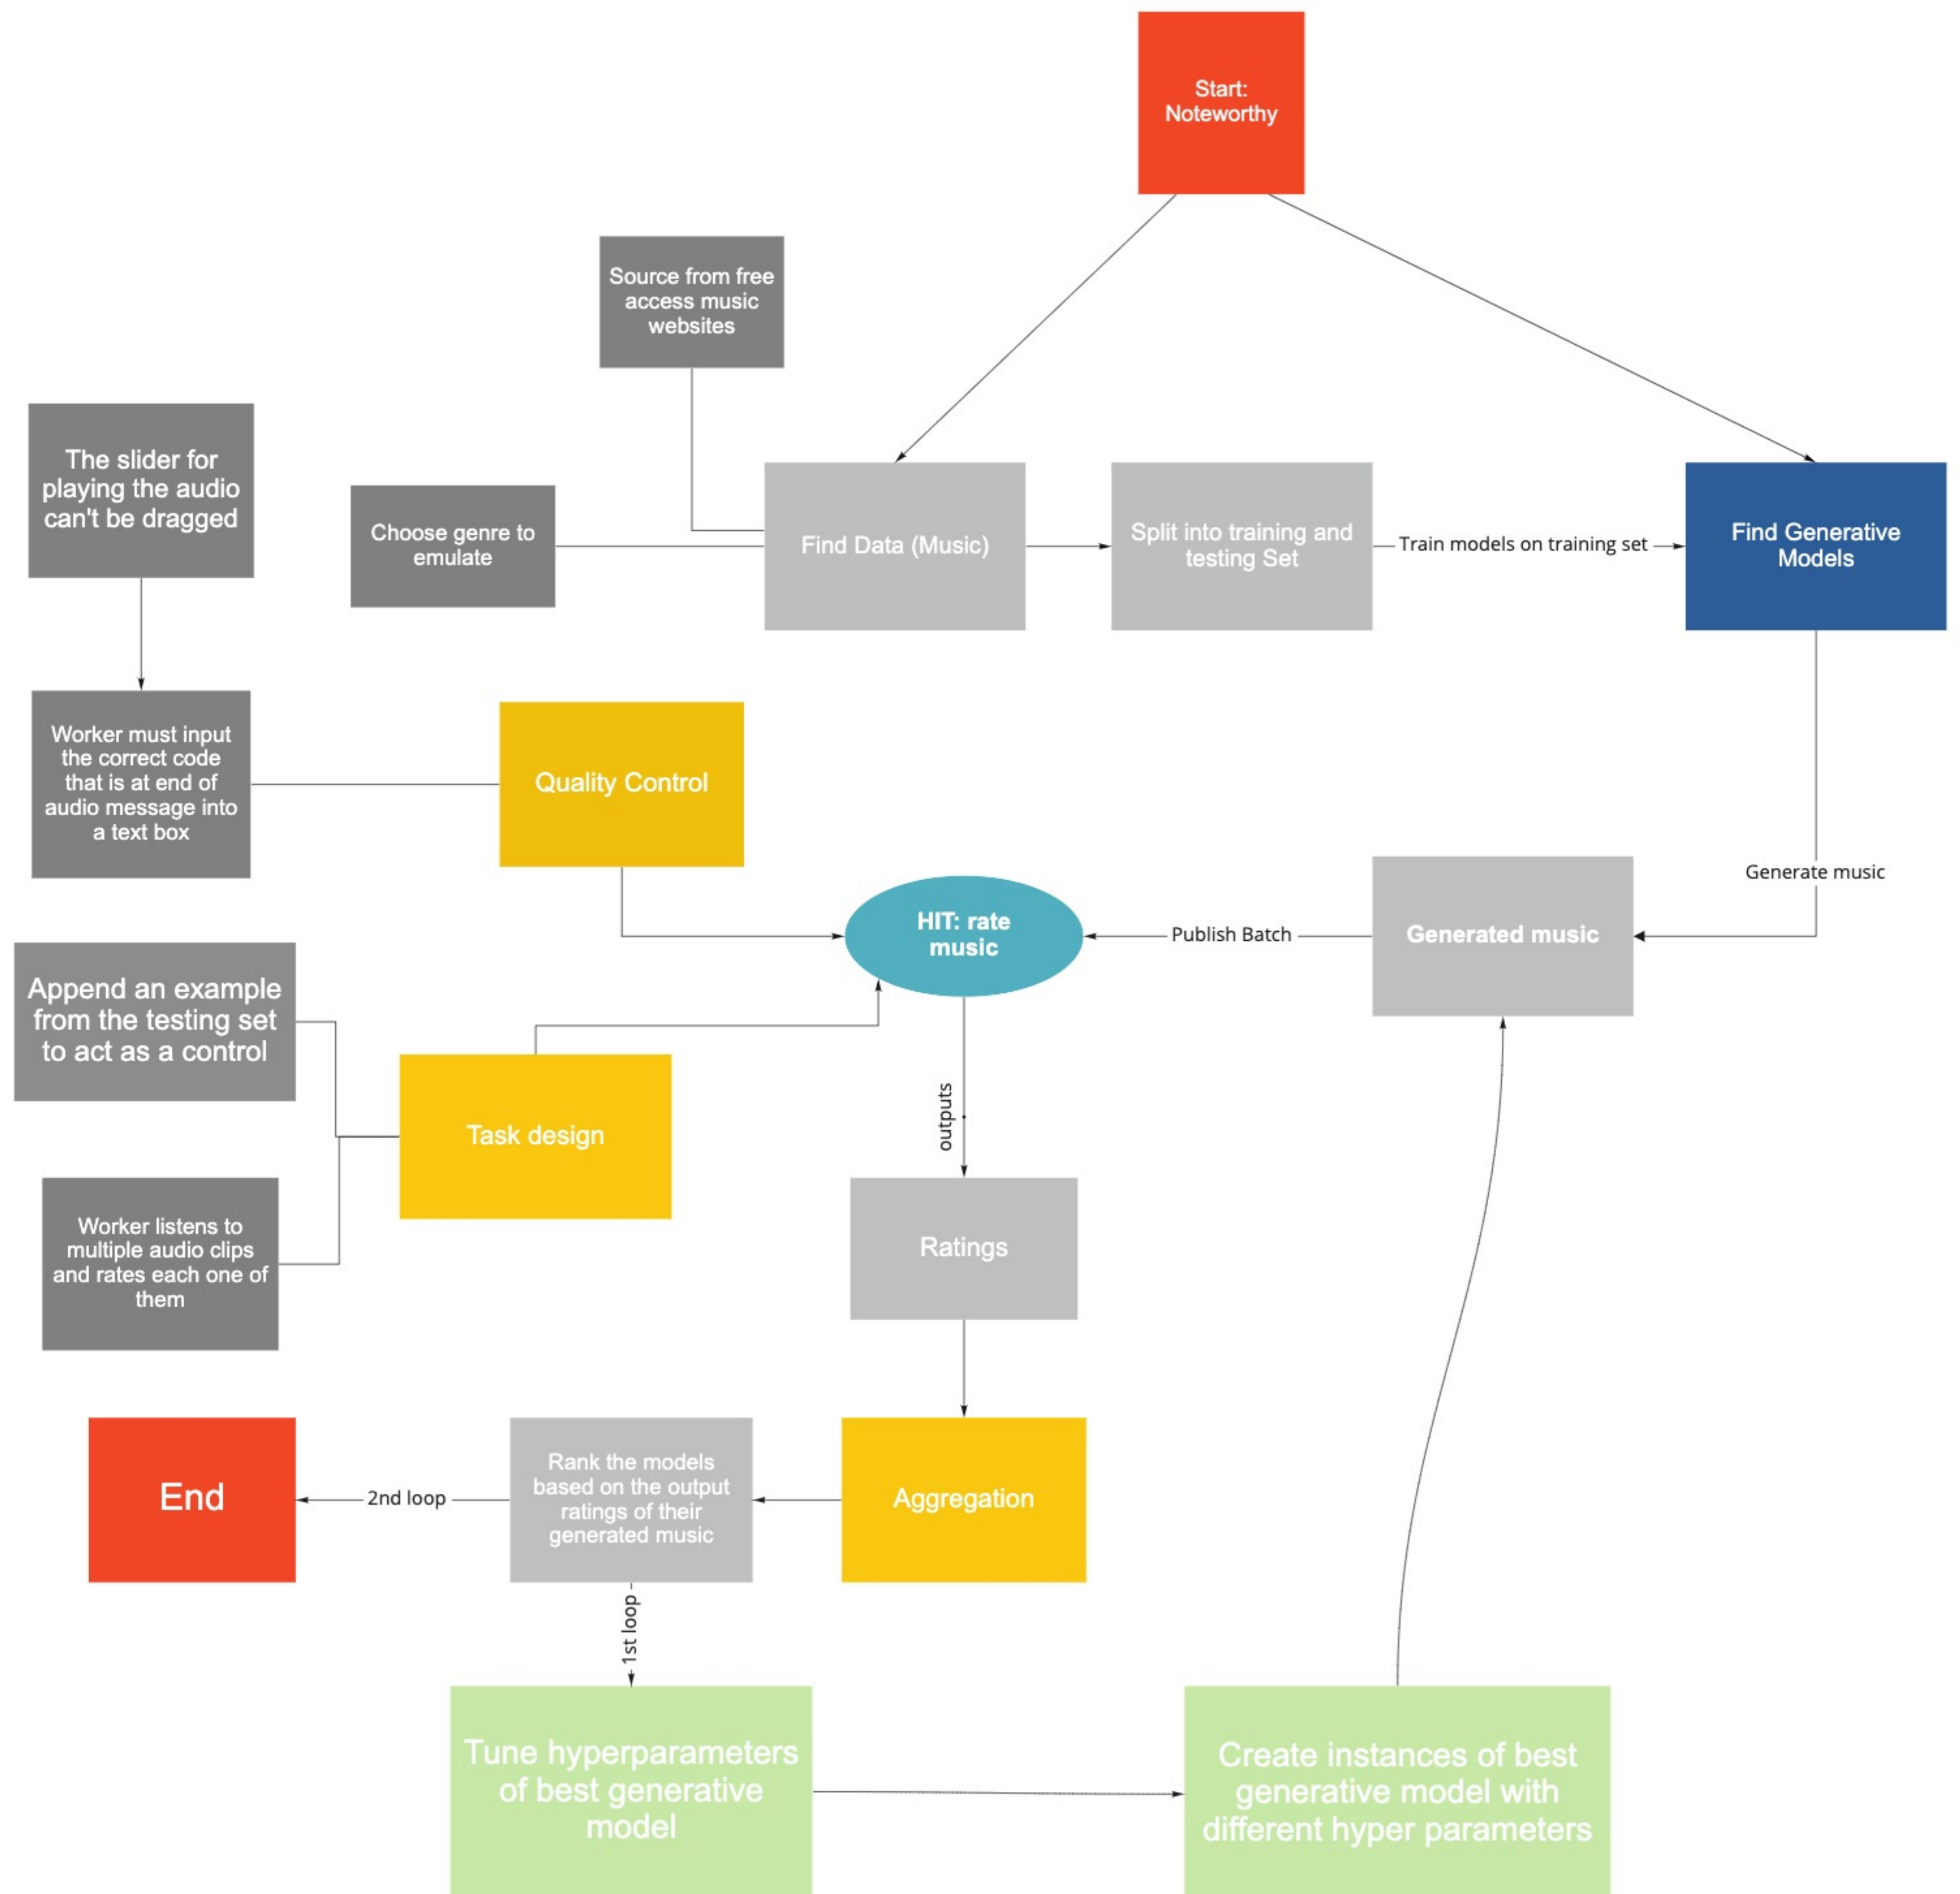 Start:
Noteworthy
Source from free
access music
websites
The slider for
playing the audio
can't be dragged
Choose genre to
emulate
Find Data (Music)
Split into training and
testing Set
Train models on training set
Find Generative
Models
Worker must input
the correct code
that is at end of
audio message into
a text box
Quality Control
Generate music
HIT: rate
music
Publish Batch
Generated music
Append an example
from the testing set
to act as a control
Task design
outputs
Worker listens to
multiple audio clips
and rates each one of
them
Ratings
End
2nd loop
Rank the models
based on the output
ratings of their
generated music
Aggregation
1st loop
Tune hyperparameters
of best generative
model
Create instances of best
generative model with
different hyper parameters